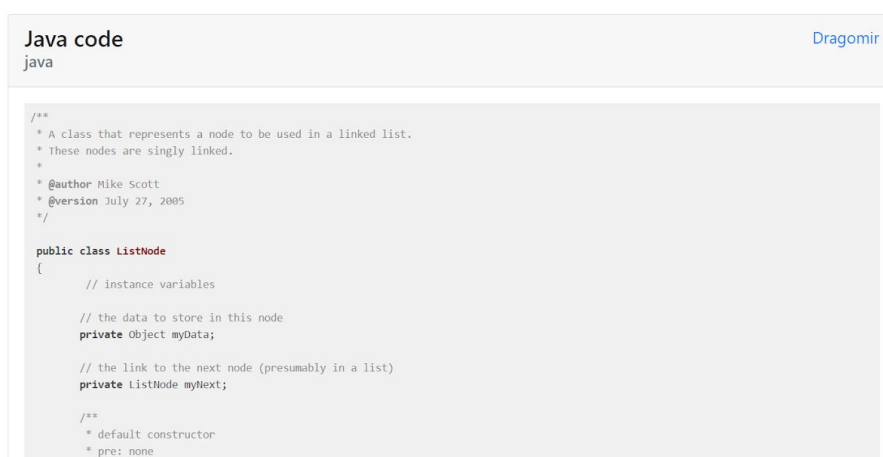 Java code
Dragomir
java
/**
* A class that represents a node to be used in a linked list.
* These nodes are singly linked.
*
* @author Mike Scott
* @version July 27, 2005
*/
public class ListNode
{
// instance variables
// the data to store in this node
private Object myData;
// the link to the next node (presumably in a list)
private ListNode myNext;
/**
* default constructor
* pre: none